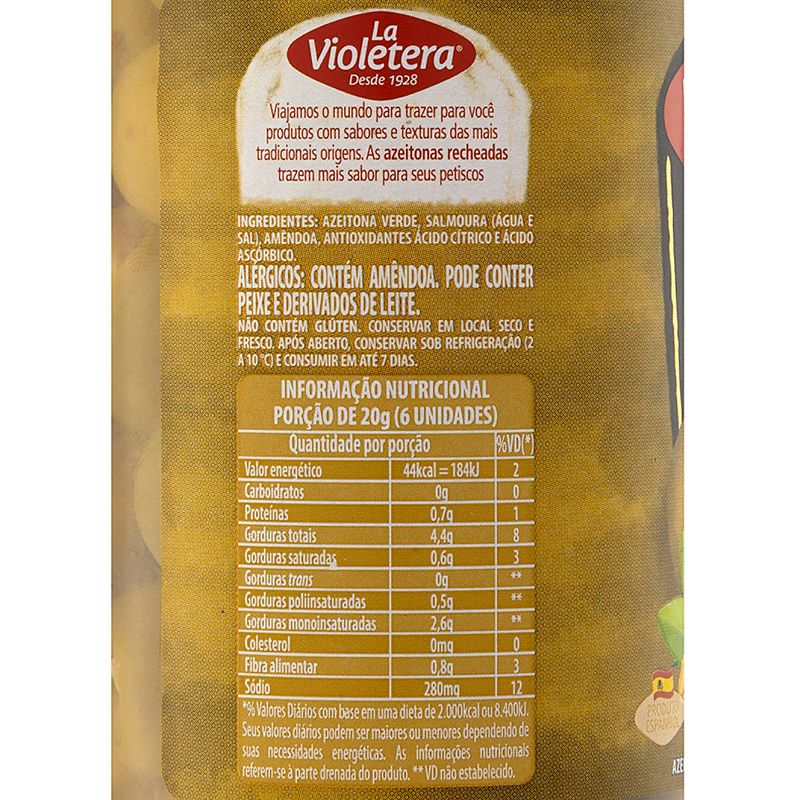 La
Violetera®
Desde 1928
Viajamos o mundo para trazer para você
produtos com sabores e texturas das mais
tradicionais origens. As azeitonas recheadas
trazem mais sabor para seus petiscos
INGREDIENTES: AZEITONA VERDE, SALMOURA (ÁGUA E
SAL), AMÊNDOA, ANTIOXIDANTES ÁCIDO CÍTRICO E ÁCIDO
ASCÓRBICO.
ALÉRGICOS: CONTÉM AMÊNDOA. PODE CONTER
PEIXE E DERIVADOS DE LEITE.
NÃO CONTÉM GLÚTEN. CONSERVAR EM LOCAL SECO E
FRESCO. APÓS ABERTO, CONSERVAR SOB REFRIGERAÇÃO (2
A 10 °C) E CONSUMIR EM ATÉ 7 DIAS.
INFORMAÇÃO NUTRICIONAL
PORÇÃO DE 20g (6 UNIDADES)
Quantidade por porção %VD(*)
Valor energético 44kcal = 184kJ 2
Carboidratos 0g 0
Proteínas 0,7g 1
Gorduras totais 4,4g 8
Gorduras saturadas 0,6g 3
Gorduras trans 0g **
Gorduras poliinsaturadas 0,5g **
Gorduras monoinsaturadas 2,6g **
Colesterol 0mg 0
Fibra alimentar 0,8g 3
Sódio 280mg 12
*% Valores Diários com base em uma dieta de 2.000kcal ou 8.400kJ.
Seus valores diários podem ser maiores ou menores dependendo de
suas necessidades energéticas. As informações nutricionais
referem-se à parte drenada do produto. ** VD não estabelecido.
PRODUTO
ESPANHOL
AZE